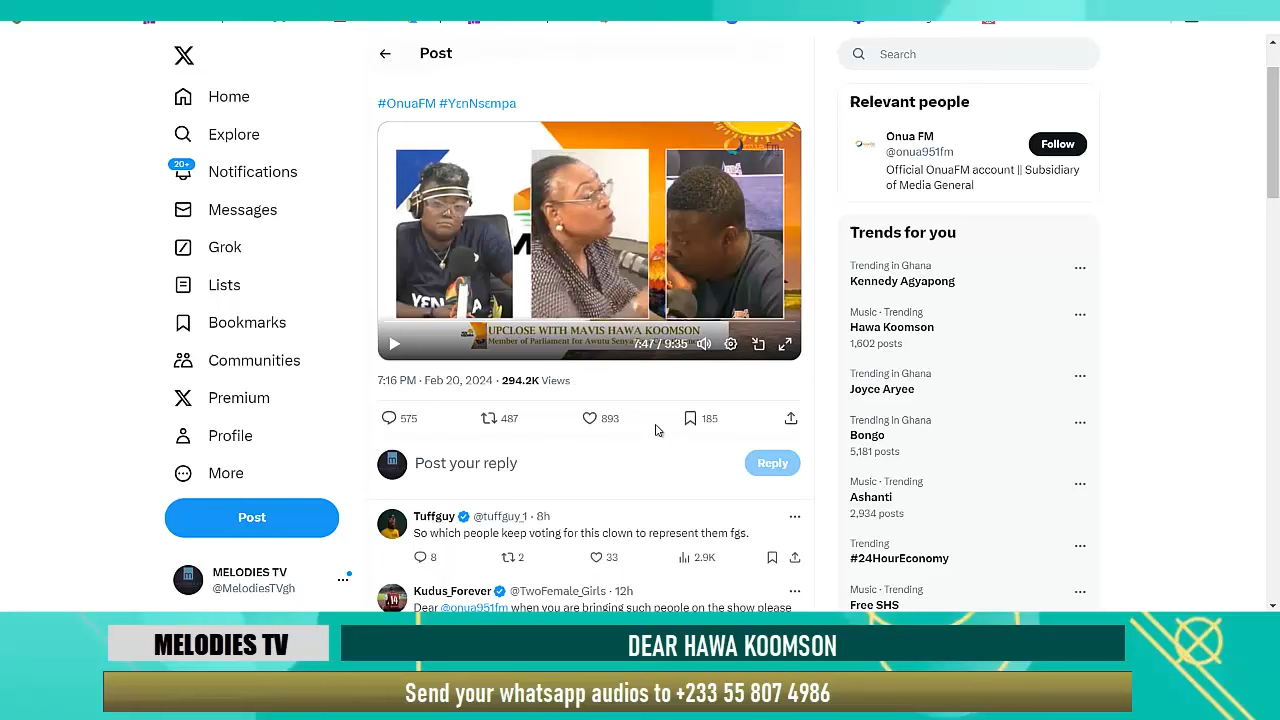 Post
Search
Home
Explore
20+
Notifications
Messages
Grok
Lists
Bookmarks
Communities
Premium
Profile
More
Post
MELODIES TV
@MelodiesTVgh
#OnuaFM #YɛnNsɛmpa
YEN
UPCLOSE WITH MAVIS HAWA KOOMSON
Member of Parliament for Awutu Senya
7:47 / 9:35
7:16 PM · Feb 20, 2024 · 294.2K Views
575
487
893
185
Post your reply
Reply
Tuffguy @tuffguy_1 · 8h
So which people keep voting for this clown to represent them fgs.
8
2
33
2.9K
Kudus_Forever @TwoFemale_Girls · 12h
Dear @onua951fm when you are bringing such people on the show please
Relevant people
Onua FM
@onua951fm
Follow
Official OnuaFM account || Subsidiary
of Media General
Trends for you
Trending in Ghana
Kennedy Agyapong
Music · Trending
Hawa Koomson
1,602 posts
Trending in Ghana
Joyce Aryee
Trending in Ghana
Bongo
5,181 posts
Music · Trending
Ashanti
2,934 posts
Trending
#24HourEconomy
Music · Trending
Free SHS
MELODIES TV
DEAR HAWA KOOMSON
Send your whatsapp audios to +233 55 807 4986